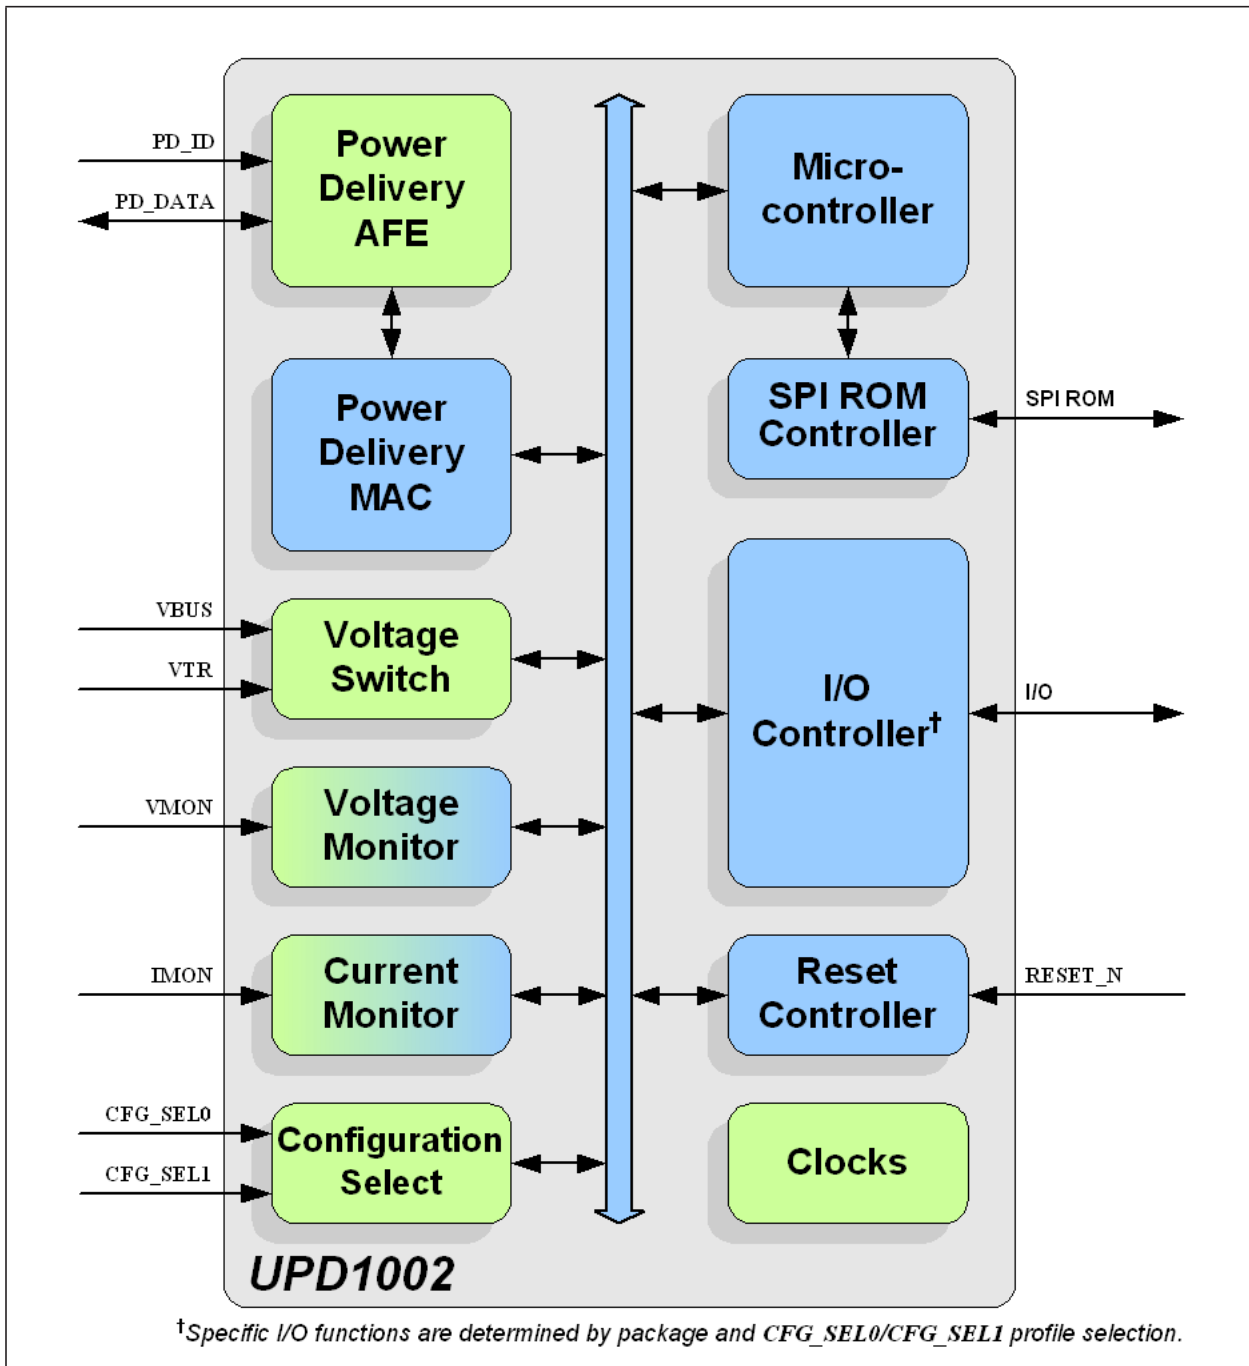 PD_ID
PD_DATA
Power
Delivery
AFE
Micro-
controller
Power
Delivery
MAC
SPI ROM
Controller
SPI ROM
VBUS
VTR
Voltage
Switch
I/O
Controller†
I/O
VMON
Voltage
Monitor
IMON
Current
Monitor
Reset
Controller
RESET_N
CFG_SEL0
CFG_SEL1
Configuration
Select
Clocks
UPD1002
†Specific I/O functions are determined by package and CFG_SEL0/CFG_SEL1 profile selection.